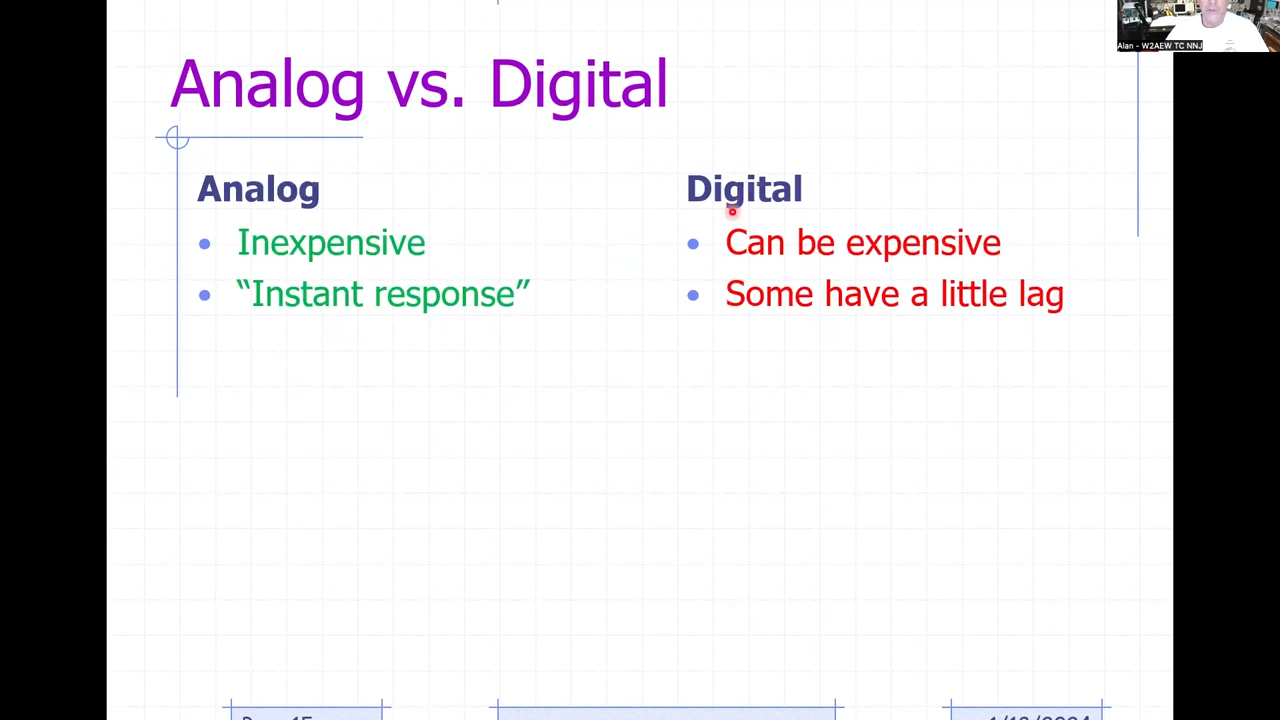 Alan - W2AEW TC NNJ
Analog vs. Digital
Analog
• Inexpensive
• “Instant response”
Digital
• Can be expensive
• Some have a little lag